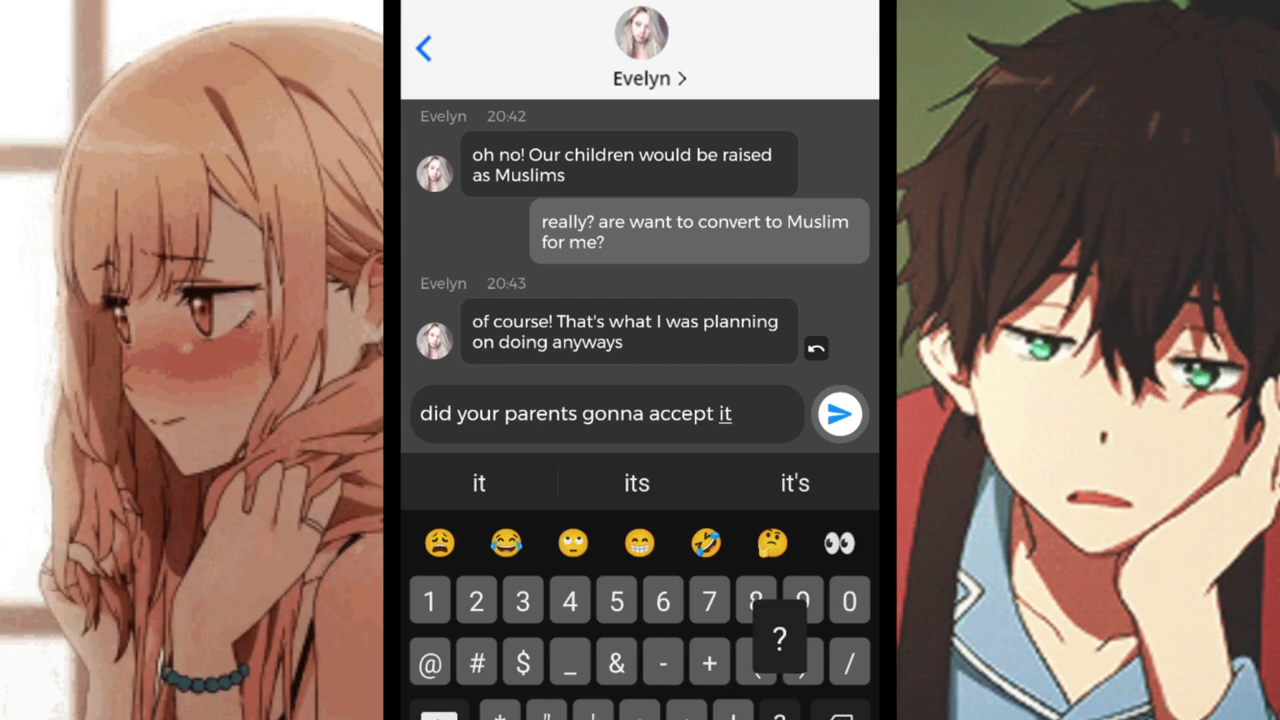 Evelyn >
Evelyn 20:42
oh no! Our children would be raised
as Muslims
really? are want to convert to Muslim
for me?
Evelyn 20:43
of course! That's what I was planning
on doing anyways
did your parents gonna accept it
it its it's
1 2 3 4 5 6 7 8 9 0
?
@ # $ _ & - + ( ) /